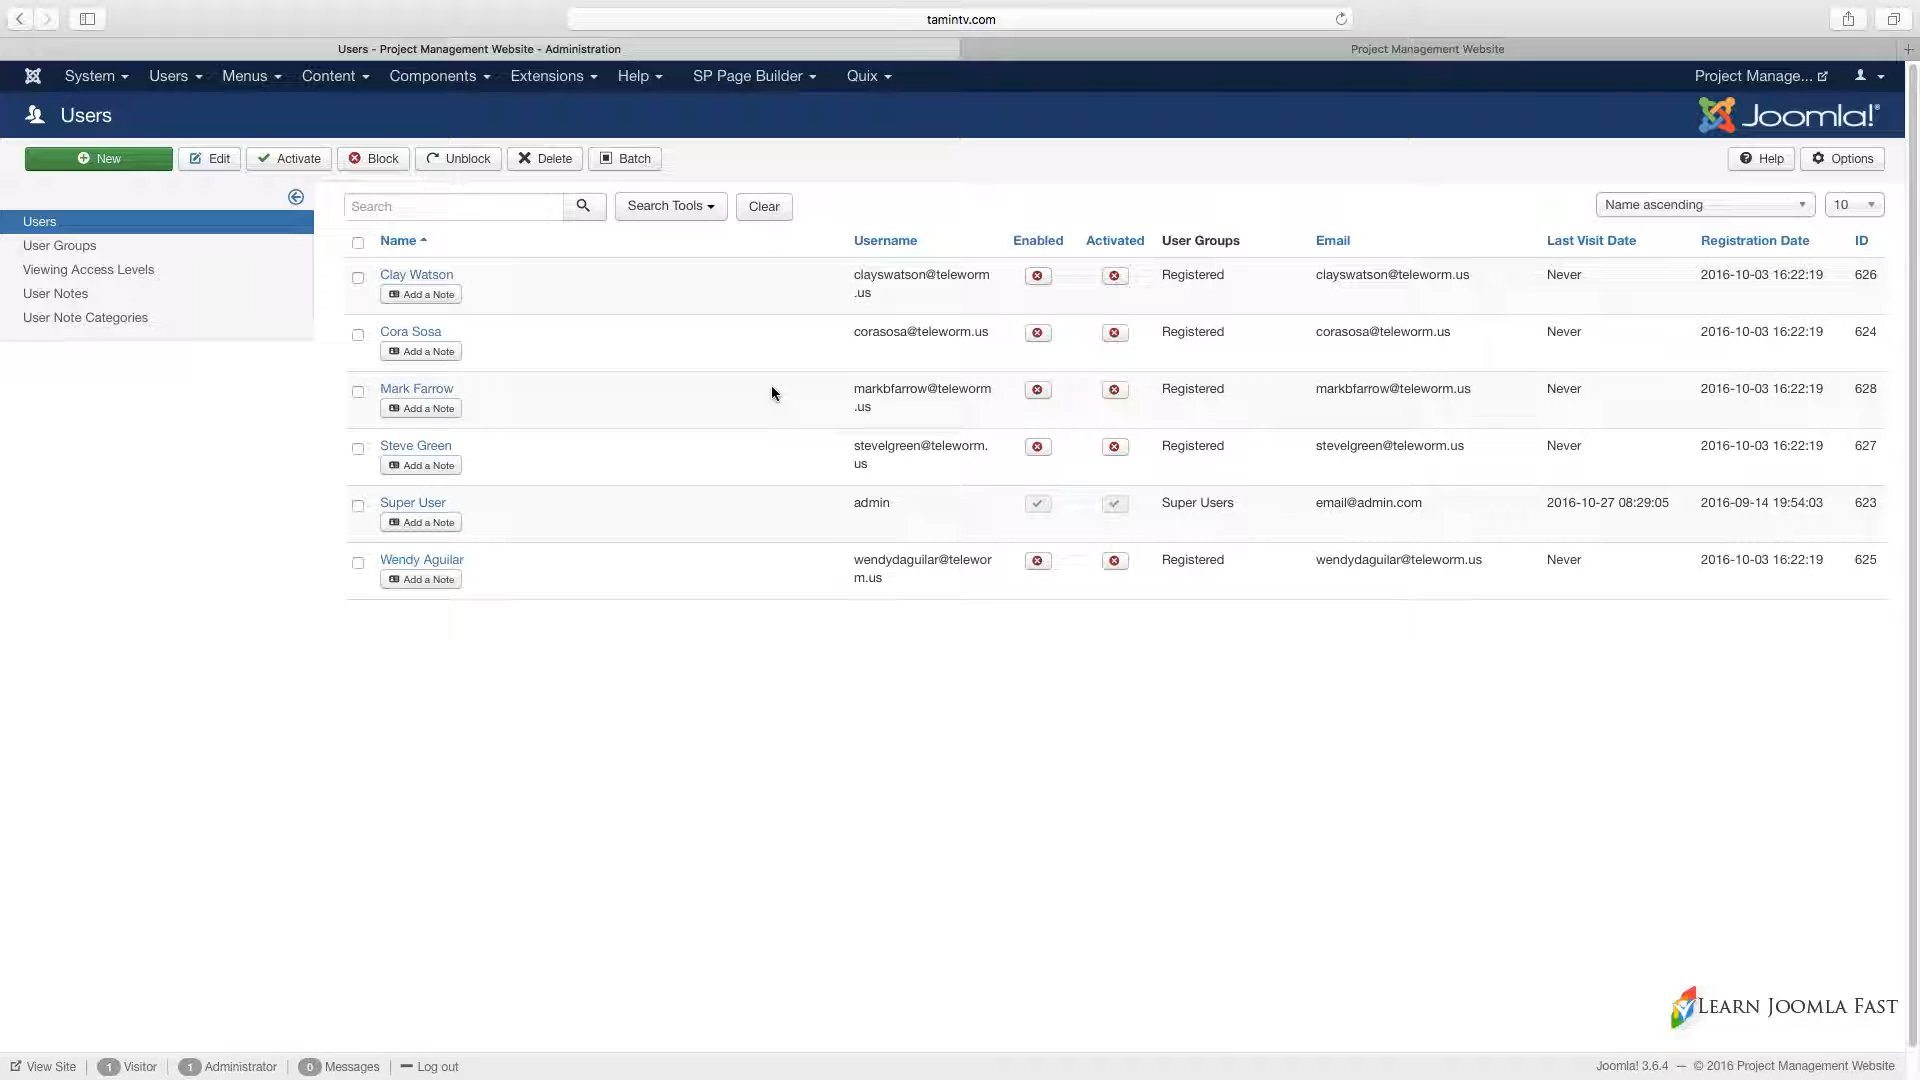 tamintv.com
Users - Project Management Website - Administration
Project Management Website
System Users Menus Content Components Extensions Help SP Page Builder Quix Project Manage...
Users
Joomla!®
New Edit Activate Block Unblock Delete Batch Help Options
Users
User Groups
Viewing Access Levels
User Notes
User Note Categories
Search Search Tools Clear Name ascending 10
Name Username Enabled Activated User Groups Email Last Visit Date Registration Date ID
Clay Watson clayswatson@teleworm Registered clayswatson@teleworm.us Never 2016-10-03 16:22:19 626
Add a Note .us
Cora Sosa corasosa@teleworm.us Registered corasosa@teleworm.us Never 2016-10-03 16:22:19 624
Add a Note
Mark Farrow markbfarrow@teleworm Registered markbfarrow@teleworm.us Never 2016-10-03 16:22:19 628
Add a Note .us
Steve Green stevelgreen@teleworm. Registered stevelgreen@teleworm.us Never 2016-10-03 16:22:19 627
Add a Note us
Super User admin Super Users email@admin.com 2016-10-27 08:29:05 2016-09-14 19:54:03 623
Add a Note
Wendy Aguilar wendydaguilar@telewor Registered wendydaguilar@teleworm.us Never 2016-10-03 16:22:19 625
Add a Note m.us
Learn Joomla Fast
View Site 1 Visitor 1 Administrator 0 Messages Log out Joomla! 3.6.4 — © 2016 Project Management Website